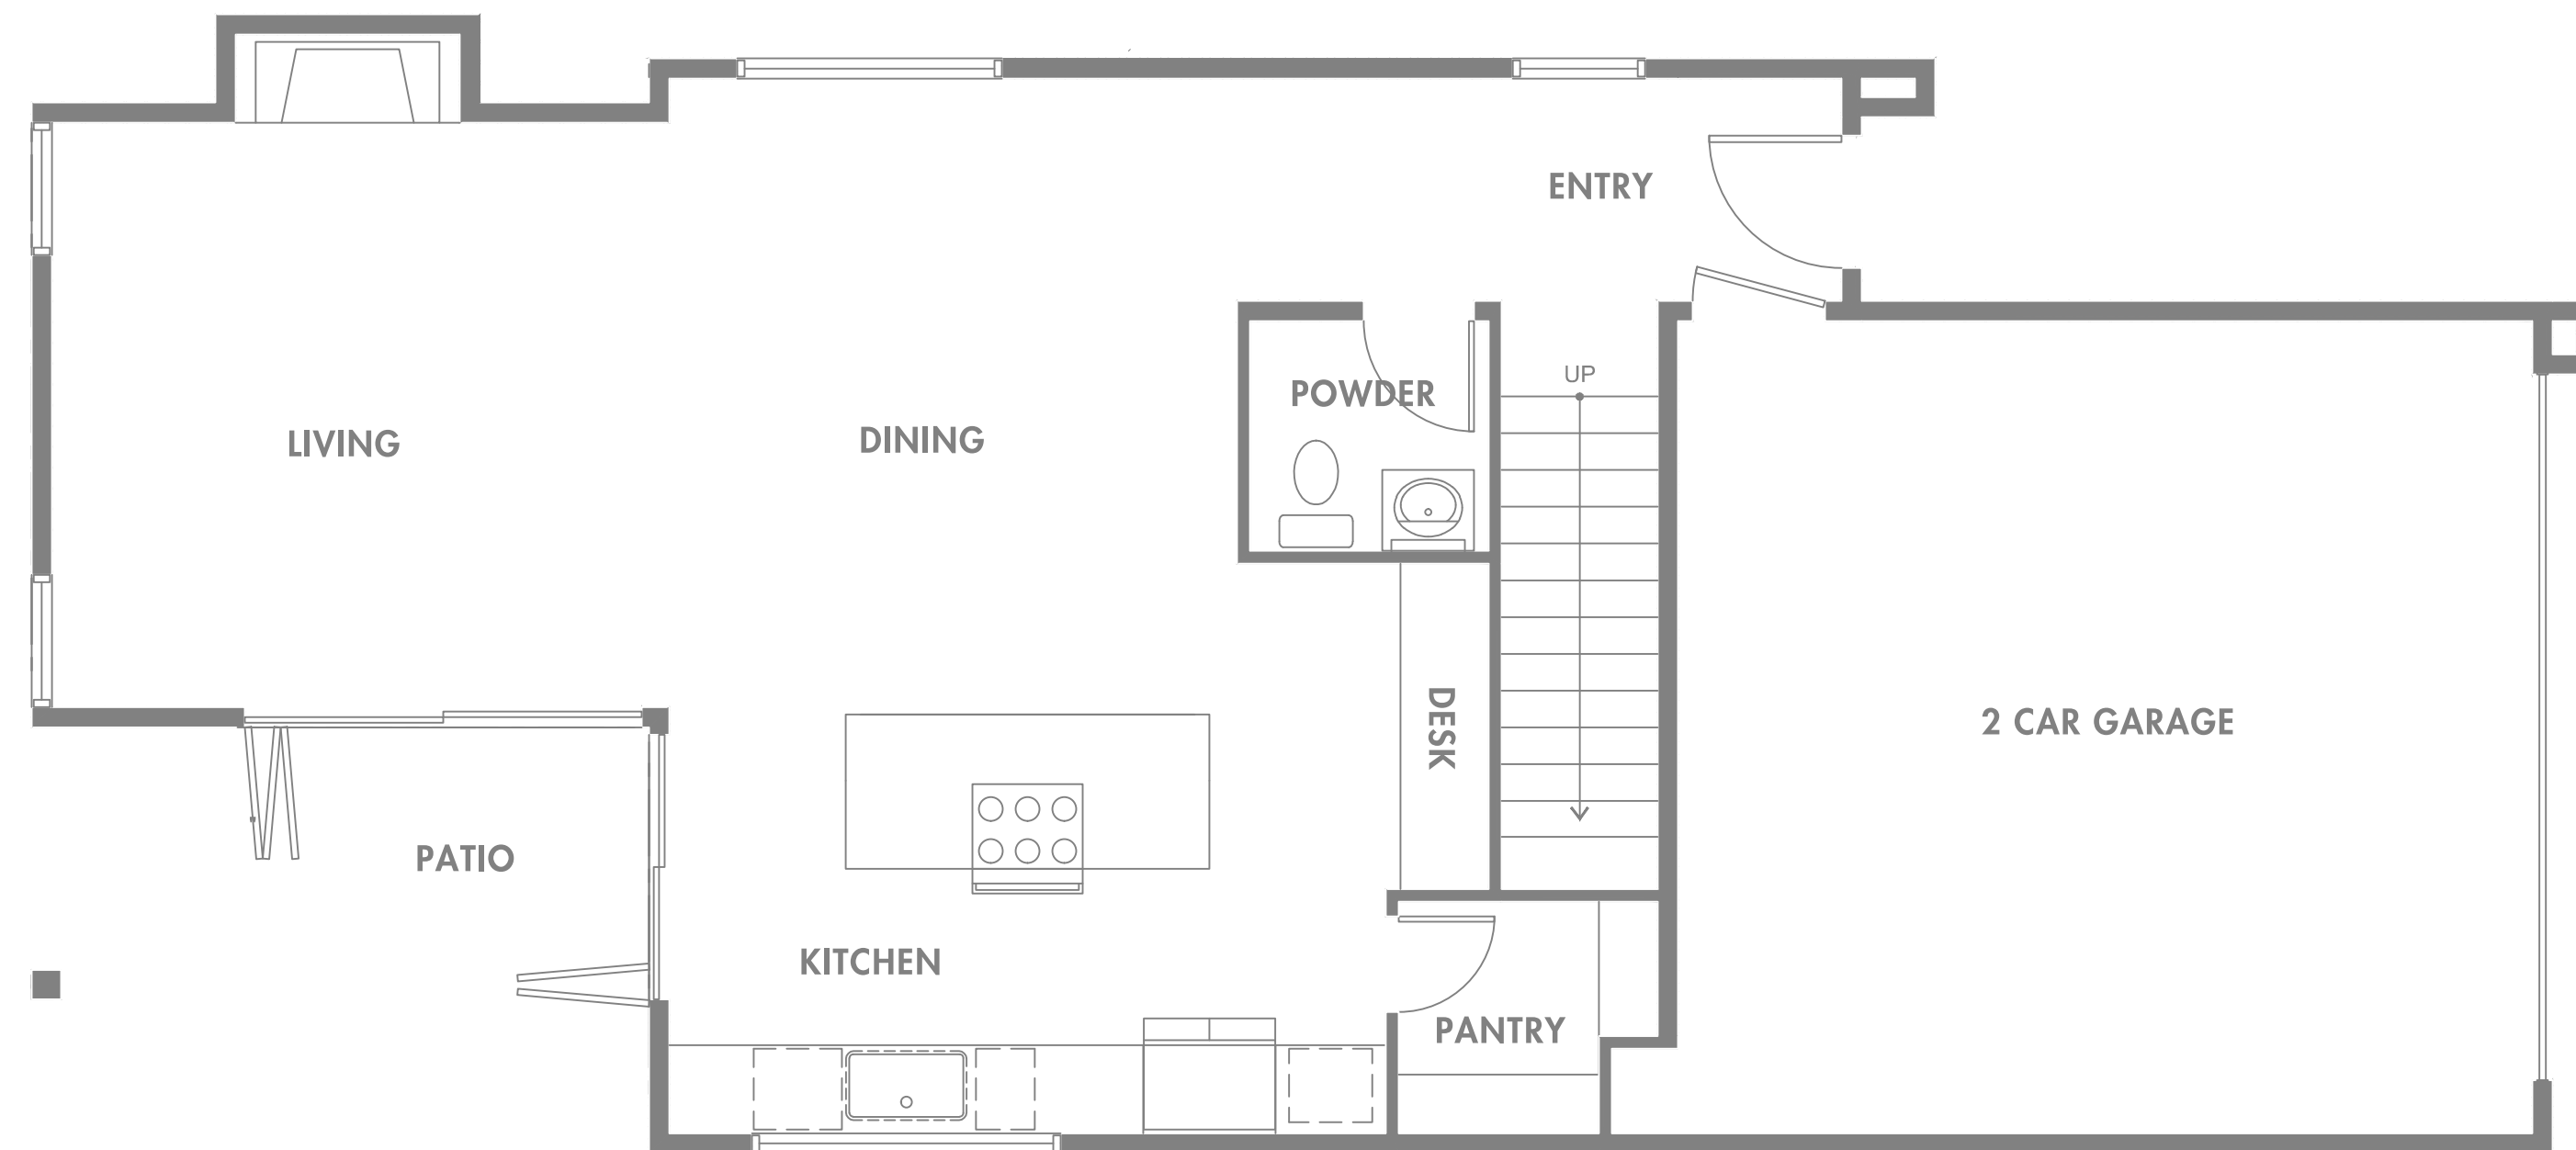 ENTRY
UP
POWDER
LIVING
DINING
DESK
2 CAR GARAGE
PATIO
KITCHEN
PANTRY